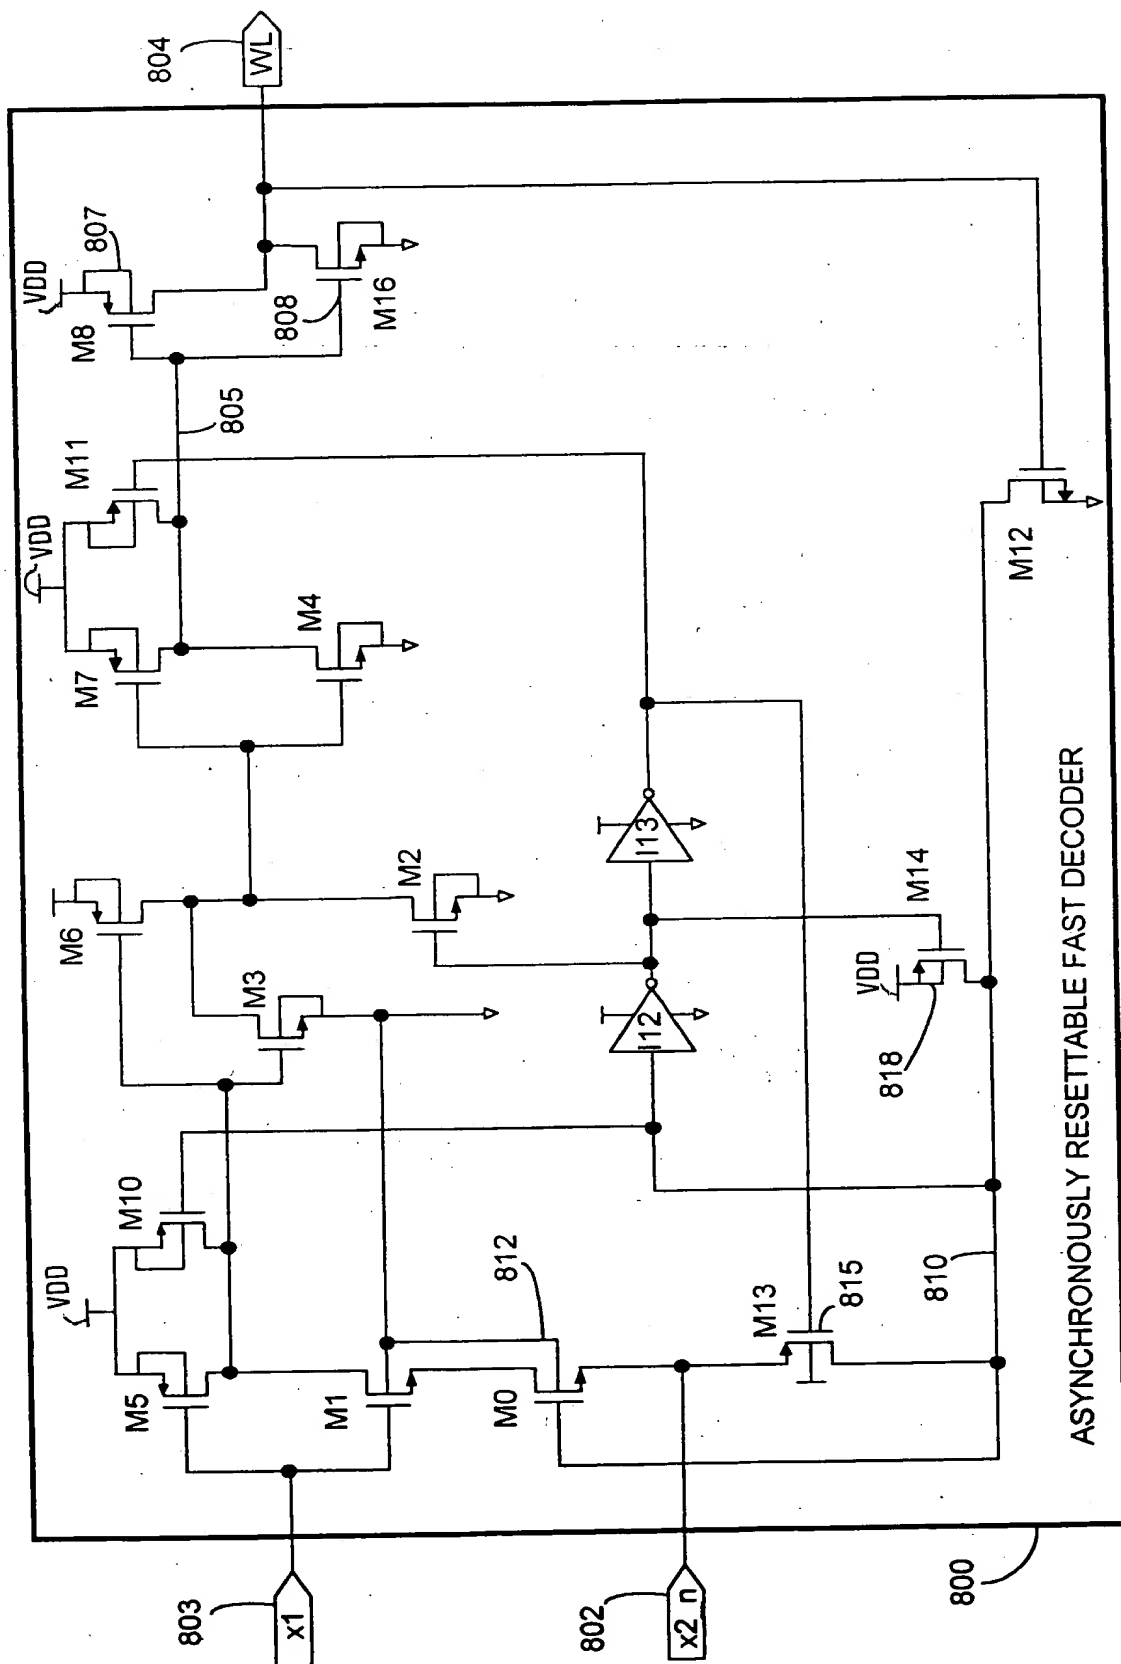 804
WL
VDD
807
M8
808
M16
805
M11
VDD
M7
M4
M6
M3
M2
I13
I12
M14
VDD
818
M12
VDD
M10
M5
M1
812
M0
M13
815
810
803
x1
802
x2_n
800
ASYNCHRONOUSLY RESETTABLE FAST DECODER